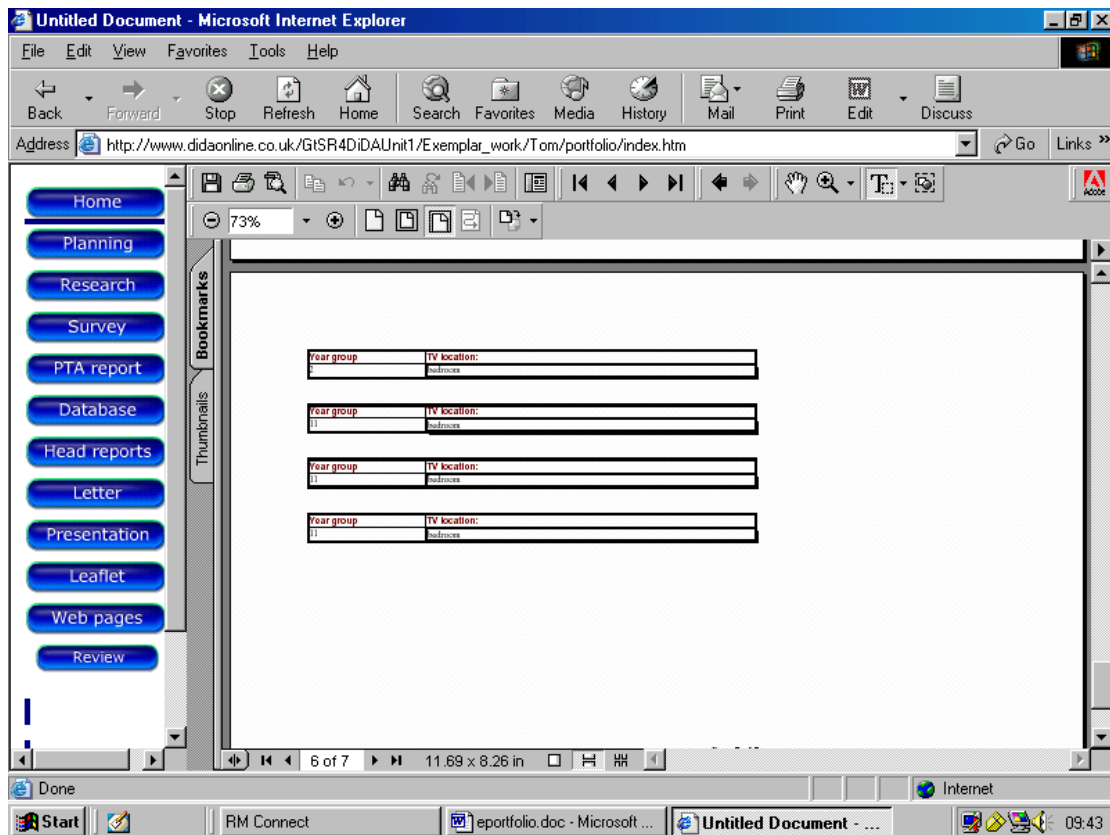 Untitled Document - Microsoft Internet Explorer
File Edit View Favorites Tools Help
Back Forward Stop Refresh Home Search Favorites Media History Mail Print Edit Discuss
Address http://www.didaonline.co.uk/GtSR4DiDAUnit1/Exemplar_work/Tom/portfolio/index.htm Go Links »
Adobe
73%
Home
Planning
Research
Survey
PTA report
Database
Head reports
Letter
Presentation
Leaflet
Web pages
Review
Bookmarks
Thumbnails
Year group TV location:
2 bedroom
Year group TV location:
11 bedroom
Year group TV location:
11 bedroom
Year group TV location:
11 bedroom
6 of 7 11.69 x 8.26 in
Done Internet
Start RM Connect eportfolio.doc - Microsoft ... Untitled Document - ... 09:43